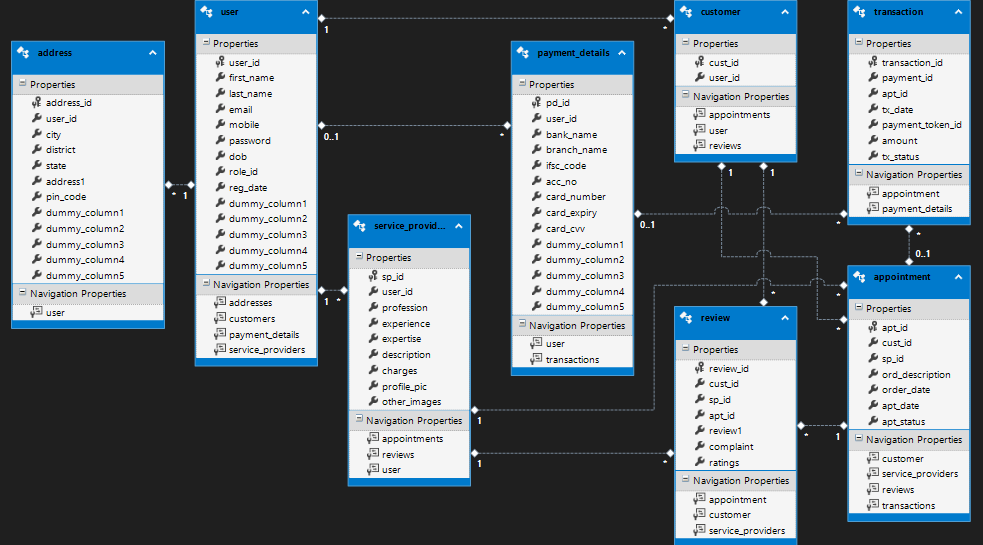 address
Properties
address_id
user_id
city
district
state
address1
pin_code
dummy_column1
dummy_column2
dummy_column3
dummy_column4
dummy_column5
Navigation Properties
user
* 1
user
Properties
user_id
first_name
last_name
email
mobile
password
dob
role_id
reg_date
dummy_column1
dummy_column2
dummy_column3
dummy_column4
dummy_column5
Navigation Properties
addresses
customers
payment_details
service_providers
1 *
0..1 *
1 *
service_provid...
Properties
sp_id
user_id
profession
experience
expertise
description
charges
profile_pic
other_images
Navigation Properties
appointments
reviews
user
1 *
1 *
payment_details
Properties
pd_id
user_id
bank_name
branch_name
ifsc_code
acc_no
card_number
card_expiry
card_cvv
dummy_column1
dummy_column2
dummy_column3
dummy_column4
dummy_column5
Navigation Properties
user
transactions
0..1 *
customer
Properties
cust_id
user_id
Navigation Properties
appointments
user
reviews
1 *
1 *
review
Properties
review_id
cust_id
sp_id
apt_id
review1
complaint
ratings
Navigation Properties
appointment
customer
service_providers
* 1
transaction
Properties
transaction_id
payment_id
apt_id
tx_date
payment_token_id
amount
tx_status
Navigation Properties
appointment
payment_details
*
0..1
appointment
Properties
apt_id
cust_id
sp_id
ord_description
order_date
apt_date
apt_status
Navigation Properties
customer
service_providers
reviews
transactions